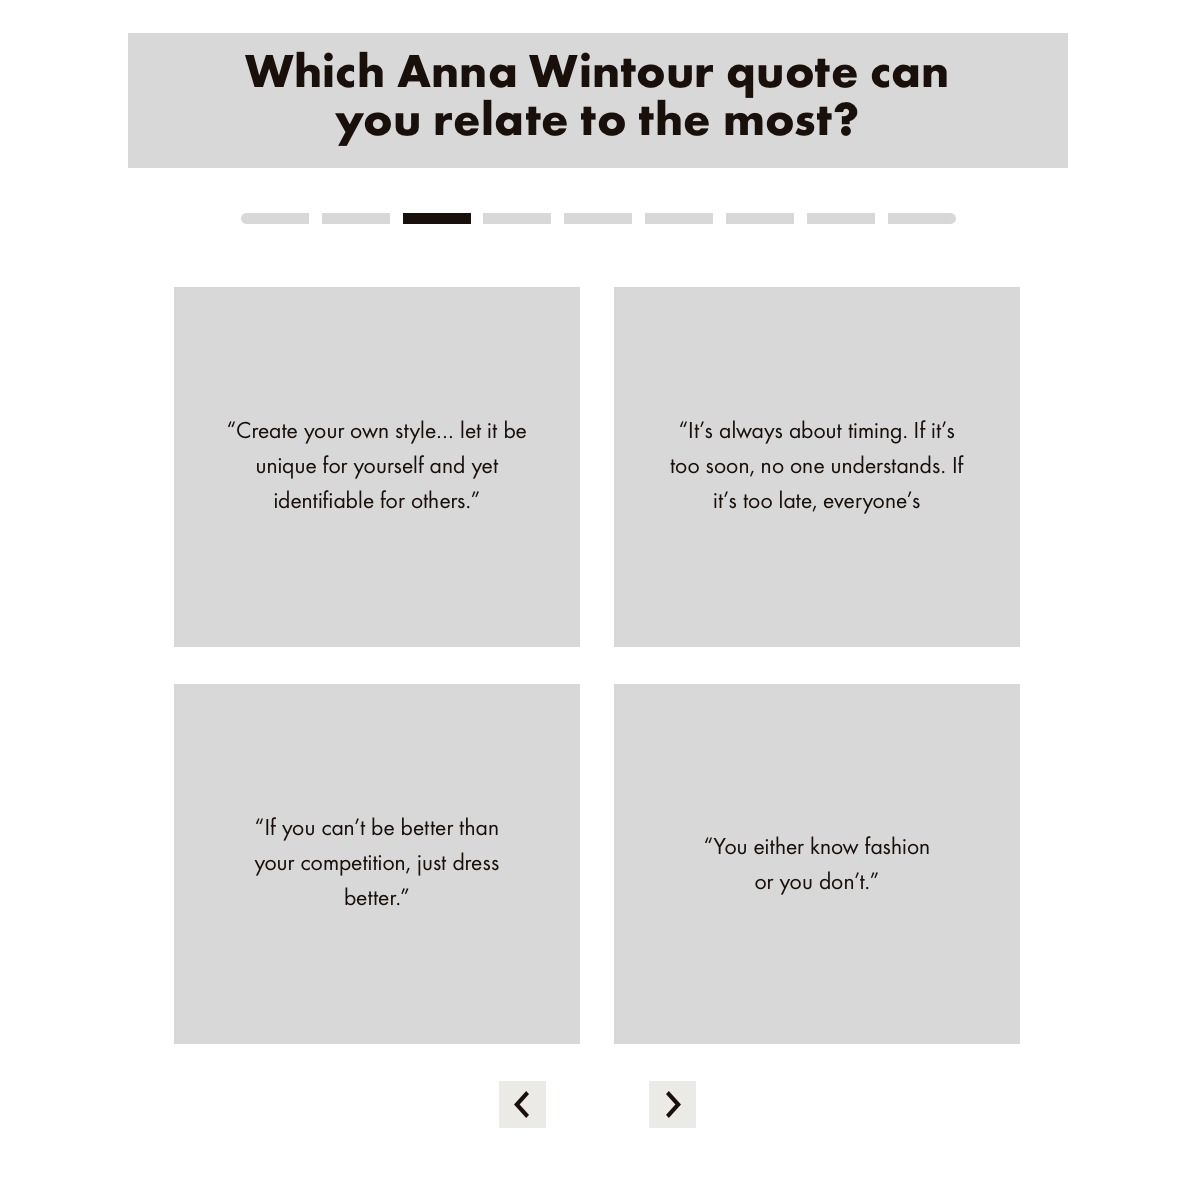 Which Anna Wintour quote can
you relate to the most?
“Create your own style... let it be
unique for yourself and yet
identifiable for others.”
“It’s always about timing. If it’s
too soon, no one understands. If
it’s too late, everyone’s
“If you can’t be better than
your competition, just dress
better.”
“You either know fashion
or you don’t.”